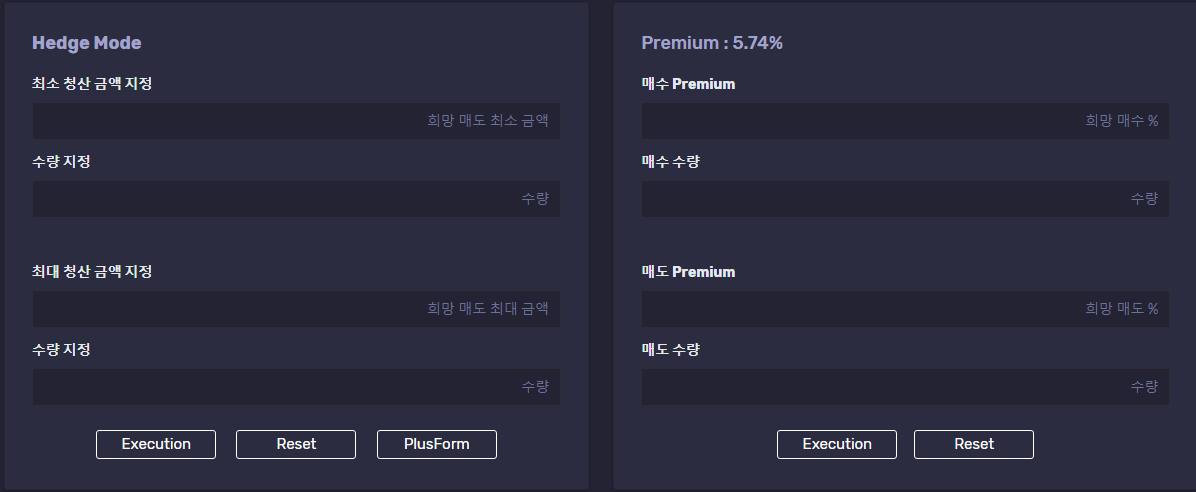 Hedge Mode
최소 청산 금액 지정
희망 매도 최소 금액
수량 지정
수량
최대 청산 금액 지정
희망 매도 최대 금액
수량 지정
수량
Execution Reset PlusForm
Premium : 5.74%
매수 Premium
희망 매수 %
매수 수량
수량
매도 Premium
희망 매도 %
매도 수량
수량
Execution Reset